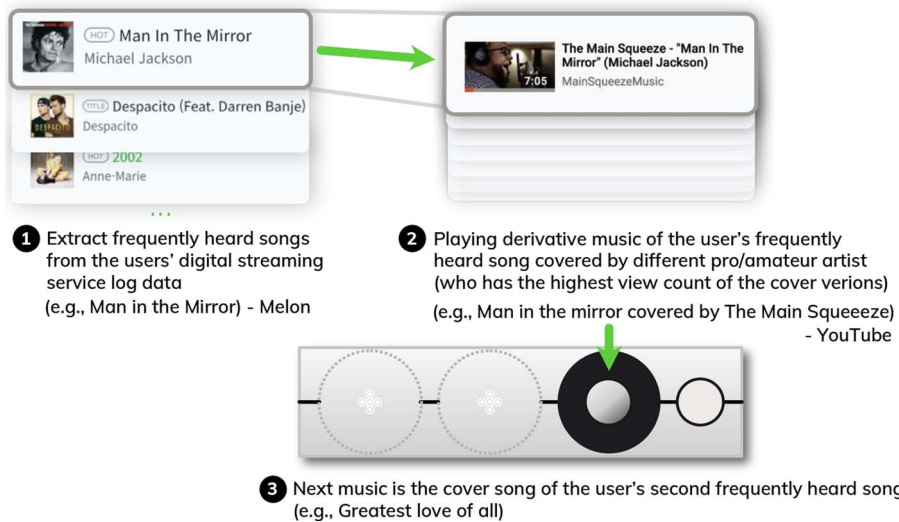 HOT Man In The Mirror
Michael Jackson
TITLE Despacito (Feat. Darren Banje)
Despacito
HOT 2002
Anne-Marie
...
The Main Squeeze - "Man In The
Mirror" (Michael Jackson)
MainSqueezeMusic
7:05
DESPACITO
1 Extract frequently heard songs
from the users' digital streaming
service log data
(e.g., Man in the Mirror) - Melon
2 Playing derivative music of the user's frequently
heard song covered by different pro/amateur artist
(who has the highest view count of the cover verions)
(e.g., Man in the mirror covered by The Main Squeeeze)
- YouTube
3 Next music is the cover song of the user's second frequently heard song
(e.g., Greatest love of all)